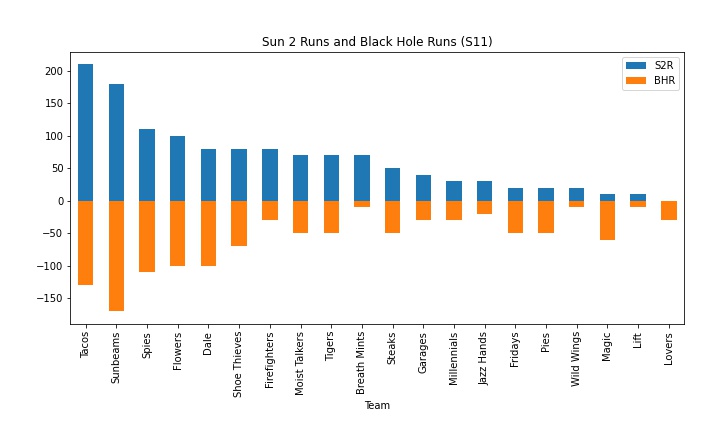 Sun 2 Runs and Black Hole Runs (S11)
S2R
BHR
200
150
100
50
0
−50
−100
−150
Tacos
Sunbeams
Spies
Flowers
Dale
Shoe Thieves
Firefighters
Moist Talkers
Tigers
Breath Mints
Steaks
Garages
Millennials
Jazz Hands
Fridays
Pies
Wild Wings
Magic
Lift
Lovers
Team